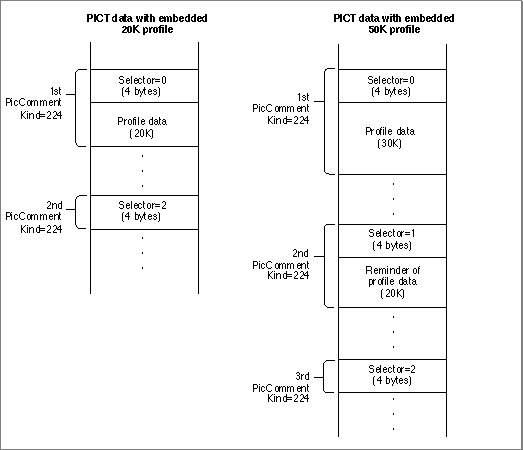 PICT data with embedded
20K profile
1st
PicComment
Kind=224
Selector=0
(4 bytes)
Profile data
(20K)
2nd
PicComment
Kind=224
Selector=2
(4 bytes)
PICT data with embedded
50K profile
1st
PicComment
Kind=224
Selector=0
(4 bytes)
Profile data
(30K)
2nd
PicComment
Kind=224
Selector=1
(4 bytes)
Reminder of
profile data
(20K)
3rd
PicComment
Kind=224
Selector=2
(4 bytes)